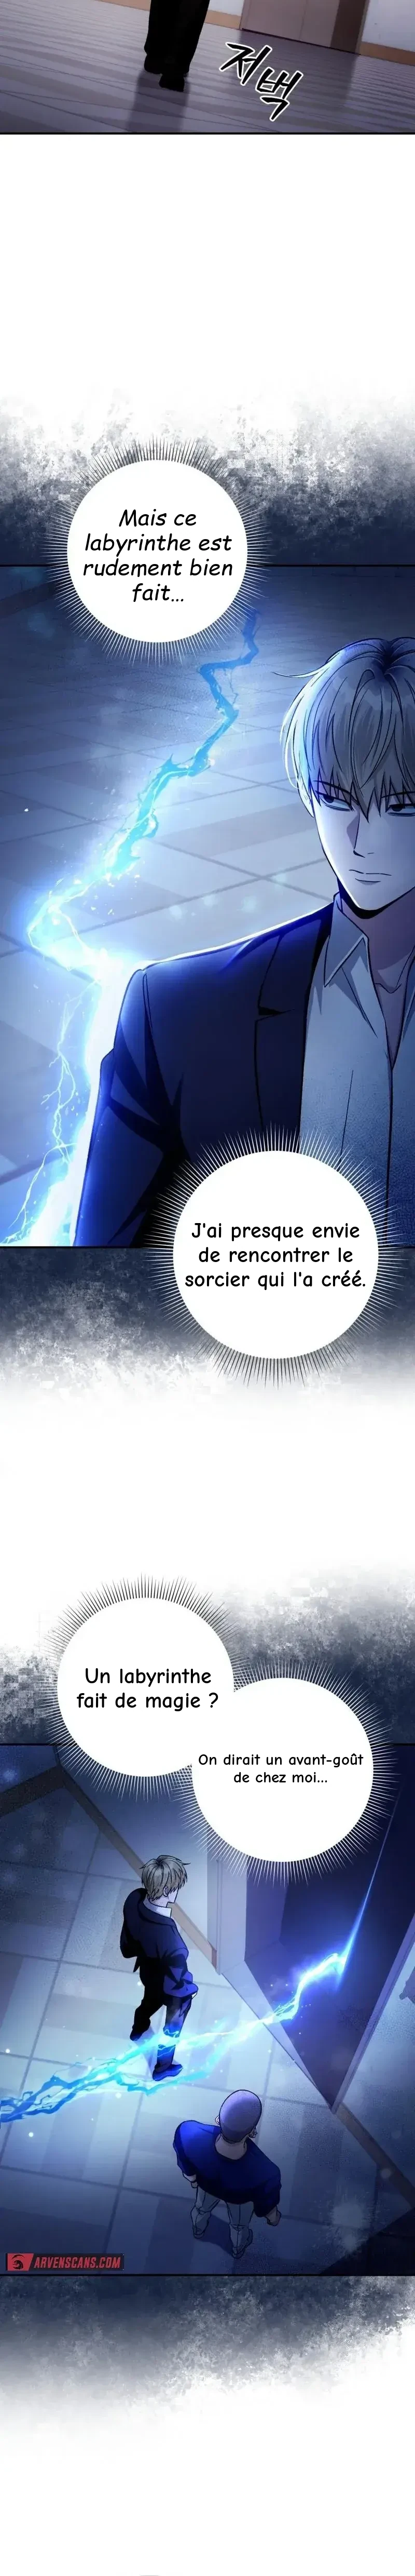 저벅
Mais ce
labyrinthe est
rudement bien
fait...
J'ai presque envie
de rencontrer le
sorcier qui l'a créé.
Un labyrinthe
fait de magie ?
On dirait un avant-goût
de chez moi...
ARVENSCANS.COM